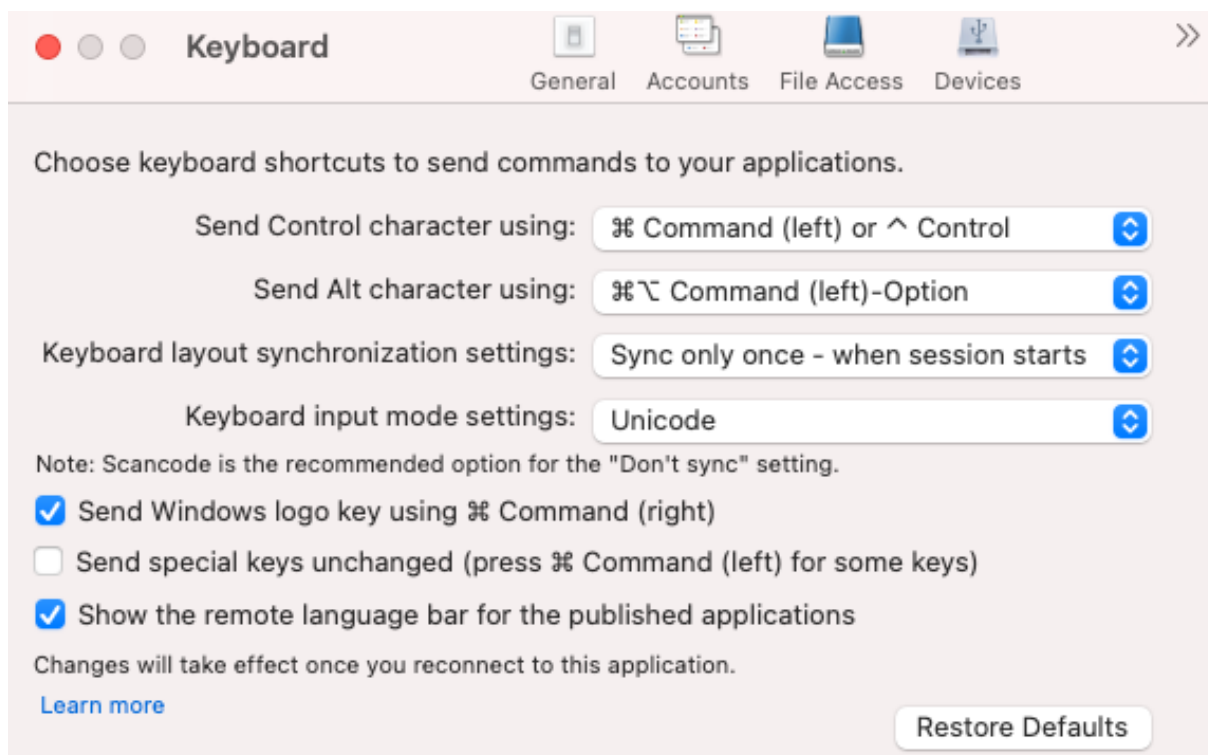 Keyboard
General
Accounts
File Access
Devices
Choose keyboard shortcuts to send commands to your applications.
Send Control character using: ⌘ Command (left) or ^ Control
Send Alt character using: ⌘⌥ Command (left)-Option
Keyboard layout synchronization settings: Sync only once - when session starts
Keyboard input mode settings: Unicode
Note: Scancode is the recommended option for the "Don't sync" setting.
Send Windows logo key using ⌘ Command (right)
Send special keys unchanged (press ⌘ Command (left) for some keys)
Show the remote language bar for the published applications
Changes will take effect once you reconnect to this application.
Learn more
Restore Defaults